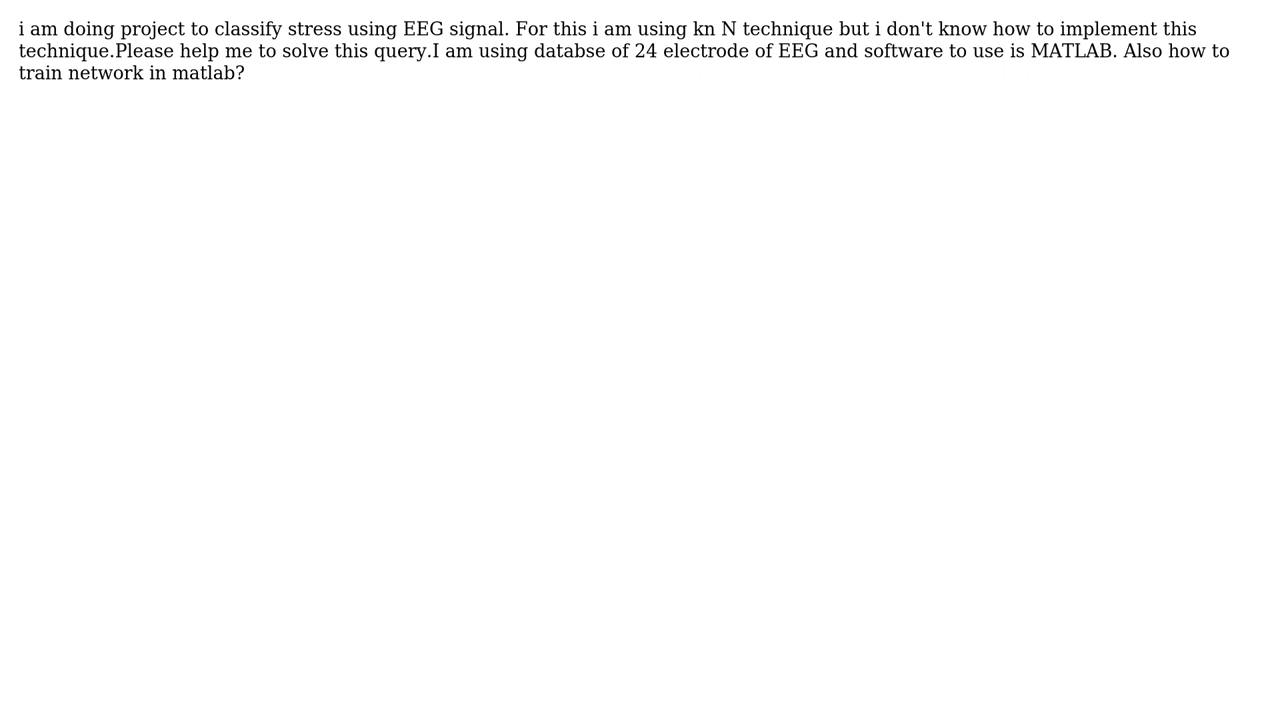 i am doing project to classify stress using EEG signal. For this i am using kn N technique but i don't know how to implement this
technique.Please help me to solve this query.I am using databse of 24 electrode of EEG and software to use is MATLAB. Also how to
train network in matlab?